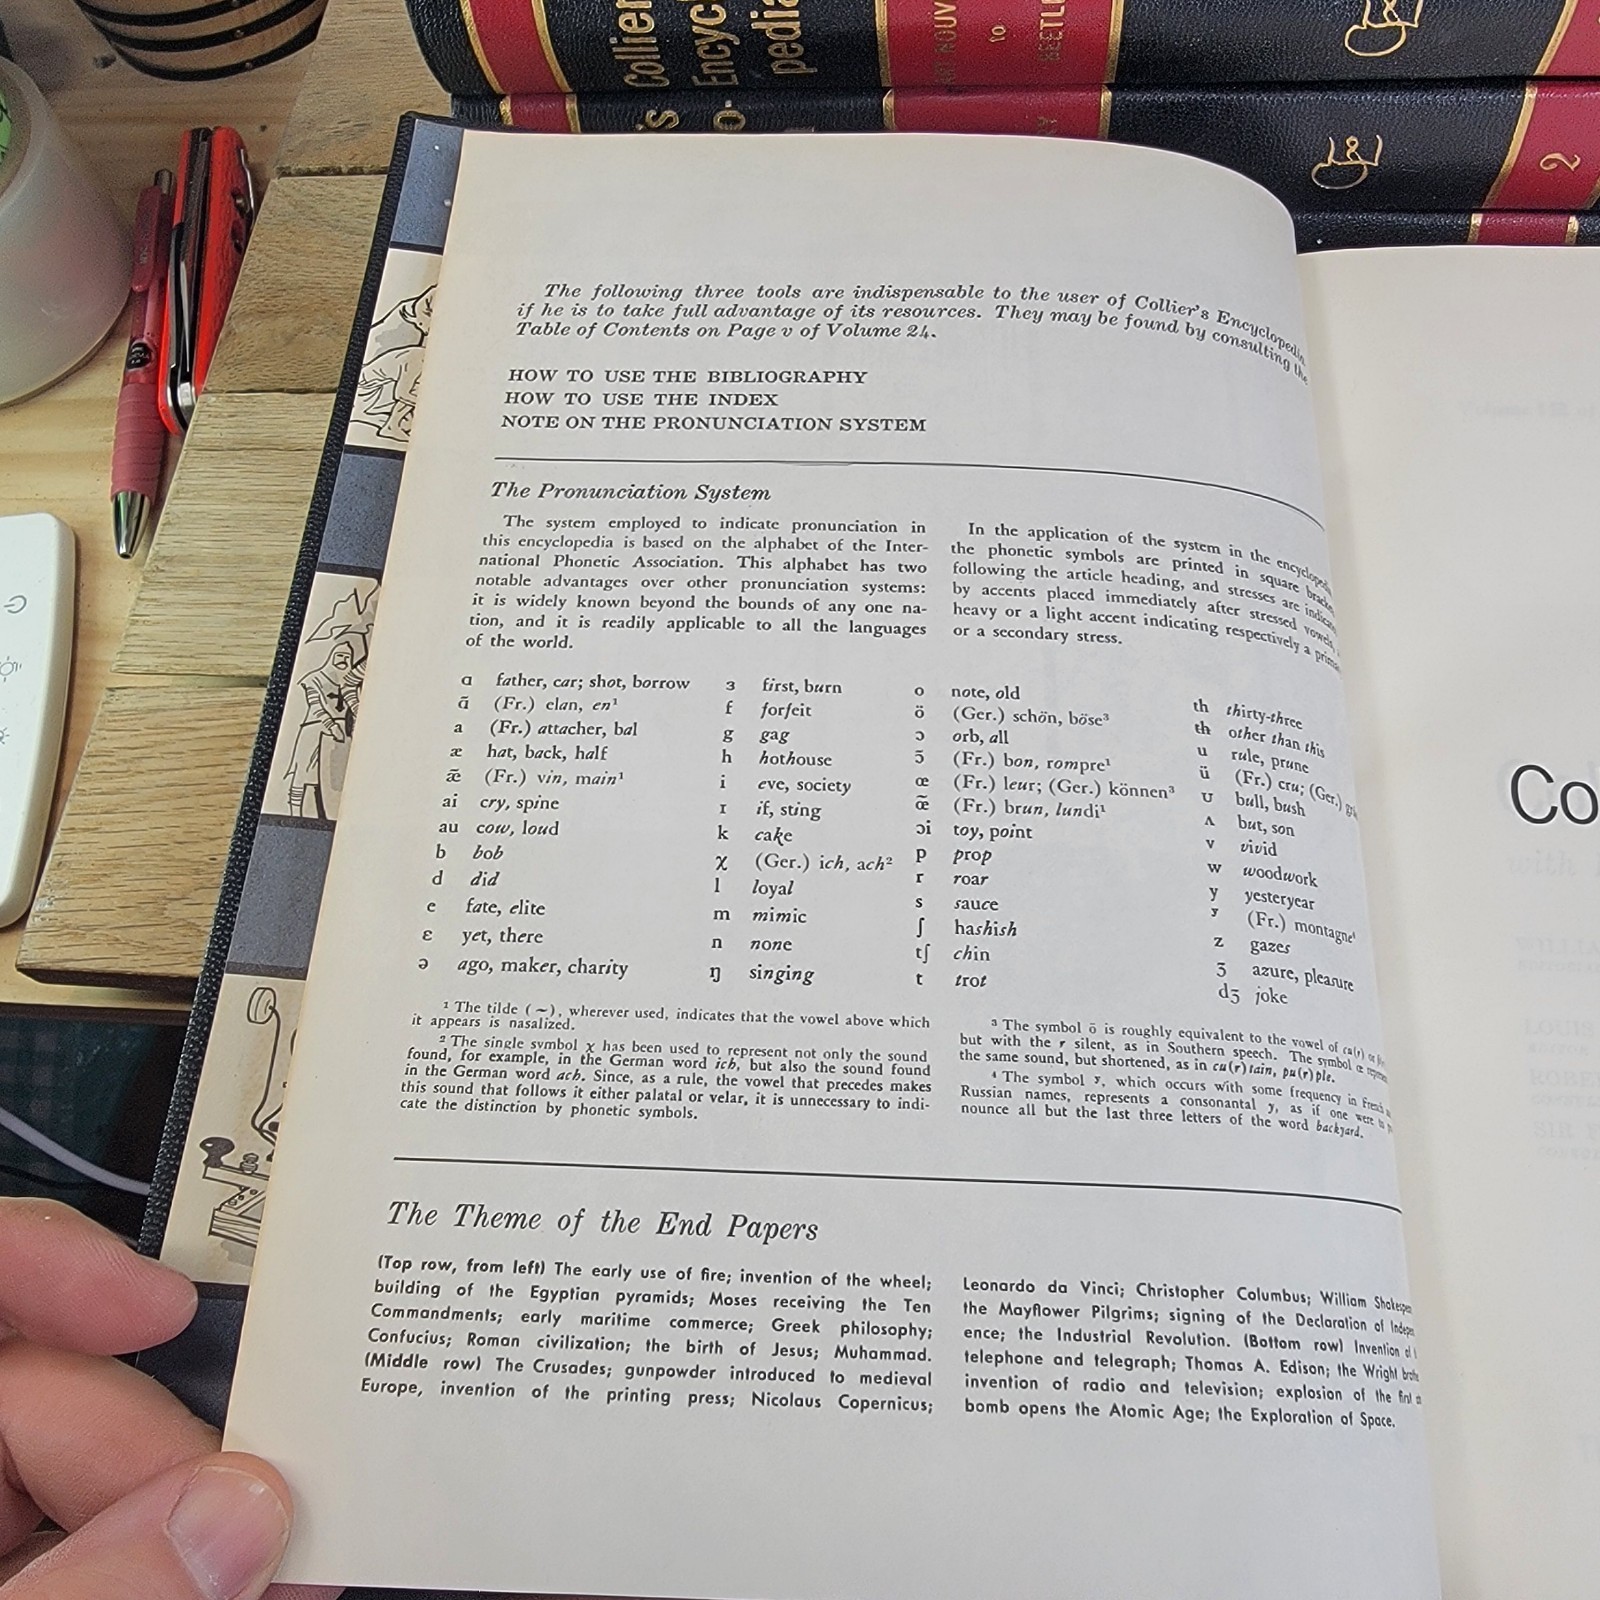 Collier
Encycl
pedia
ART NOUV
to
BEETL
's
o-
2
The following three tools are indispensable to the user of Collier's Encyclopedia
if he is to take full advantage of its resources. They may be found by consulting the
Table of Contents on Page v of Volume 24.
HOW TO USE THE BIBLIOGRAPHY
HOW TO USE THE INDEX
NOTE ON THE PRONUNCIATION SYSTEM
The Pronunciation System
The system employed to indicate pronunciation in
this encyclopedia is based on the alphabet of the Inter-
national Phonetic Association. This alphabet has two
notable advantages over other pronunciation systems:
it is widely known beyond the bounds of any one na-
tion, and it is readily applicable to all the languages
of the world.
In the application of the system in the encyclopedi
the phonetic symbols are printed in square bracke
following the article heading, and stresses are indicate
by accents placed immediately after stressed vowels,
heavy or a light accent indicating respectively a prima
or a secondary stress.
ɑ father, car; shot, borrow
ɑ̃ (Fr.) elan, en¹
a (Fr.) attacher, bal
æ hat, back, half
æ̃ (Fr.) vin, main¹
ai cry, spine
au cow, loud
b bob
d did
e fate, elite
ɛ yet, there
ə ago, maker, charity
ɜ first, burn
f forfeit
g gag
h hothouse
i eve, society
ɪ if, sting
k cake
χ (Ger.) ich, ach²
l loyal
m mimic
n none
ŋ singing
o note, old
ö (Ger.) schön, böse³
ɔ orb, all
ɔ̃ (Fr.) bon, rompre¹
œ (Fr.) leur; (Ger.) können³
œ̃ (Fr.) brun, lundi¹
ɔi toy, point
p prop
r roar
s sauce
ʃ hashish
tʃ chin
t trot
th thirty-three
th other than this
u rule, prune
ü (Fr.) cru; (Ger.)
ʊ bull, bush
ʌ but, son
v vivid
w woodwork
y yesteryear
ʸ (Fr.) montagne⁴
z gazes
ʒ azure, pleasure
dʒ joke
¹ The tilde (~), wherever used, indicates that the vowel above which
it appears is nasalized.
² The single symbol χ has been used to represent not only the sound
found, for example, in the German word ich, but also the sound found
in the German word ach. Since, as a rule, the vowel that precedes makes
this sound that follows it either palatal or velar, it is unnecessary to indi-
cate the distinction by phonetic symbols.
³ The symbol ö is roughly equivalent to the vowel of cu(r) or
but with the r silent, as in Southern speech. The symbol œ represen
the same sound, but shortened, as in cu(r)tain, pu(r)ple.
⁴ The symbol ʸ, which occurs with some frequency in French
Russian names, represents a consonantal y, as if one were to p
nounce all but the last three letters of the word backyard.
The Theme of the End Papers
(Top row, from left) The early use of fire; invention of the wheel;
building of the Egyptian pyramids; Moses receiving the Ten
Commandments; early maritime commerce; Greek philosophy;
Confucius; Roman civilization; the birth of Jesus; Muhammad.
(Middle row) The Crusades; gunpowder introduced to medieval
Europe, invention of the printing press; Nicolaus Copernicus;
Leonardo da Vinci; Christopher Columbus; William Shakespea
the Mayflower Pilgrims; signing of the Declaration of Indepe
ence; the Industrial Revolution. (Bottom row) Invention of
telephone and telegraph; Thomas A. Edison; the Wright brothe
invention of radio and television; explosion of the first
bomb opens the Atomic Age; the Exploration of Space.
Co